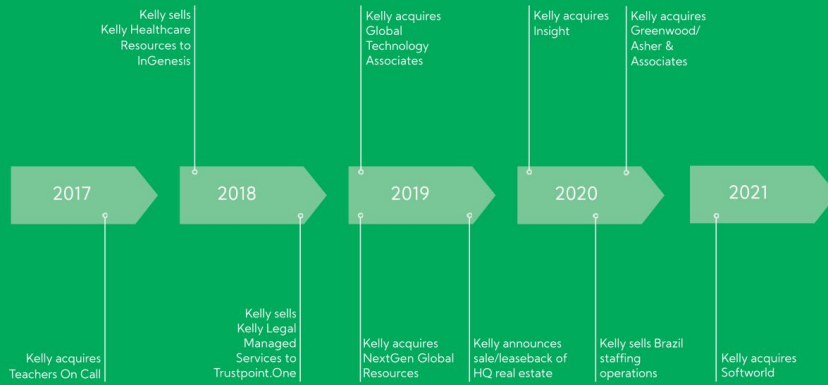 Kelly sells
Kelly Healthcare
Resources to
InGenesis
Kelly acquires
Global
Technology
Associates
Kelly acquires
Insight
Kelly acquires
Greenwood/
Asher &
Associates
2017
2018
2019
2020
2021
Kelly acquires
Teachers On Call
Kelly sells
Kelly Legal
Managed
Services to
Trustpoint.One
Kelly acquires
NextGen Global
Resources
Kelly announces
sale/leaseback of
HQ real estate
Kelly sells Brazil
staffing
operations
Kelly acquires
Softworld